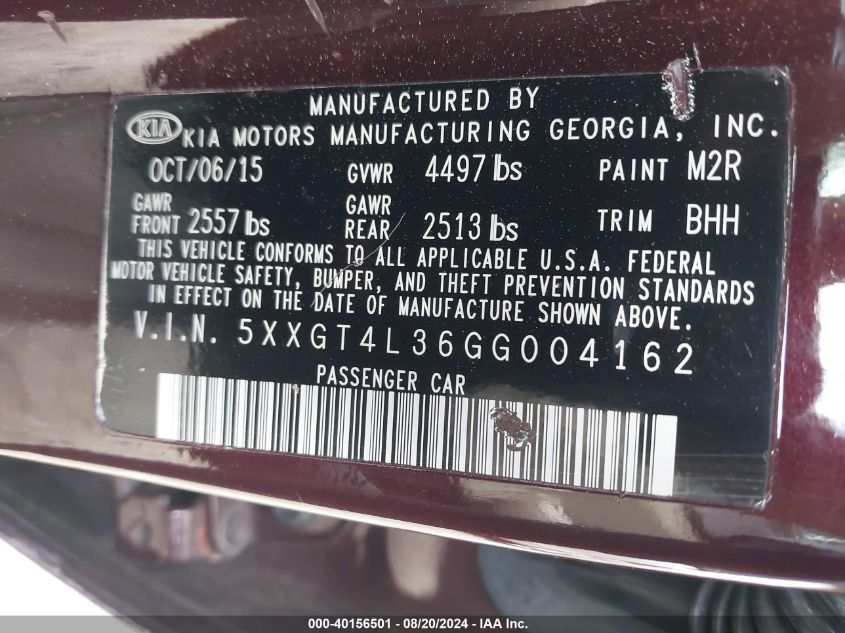 MANUFACTURED BY
KIA KIA MOTORS MANUFACTURING GEORGIA, INC.
OCT/06/15 GVWR 4497 lbs PAINT M2R
GAWR FRONT 2557 lbs GAWR REAR 2513 lbs TRIM BHH
THIS VEHICLE CONFORMS TO ALL APPLICABLE U.S.A. FEDERAL
MOTOR VEHICLE SAFETY, BUMPER, AND THEFT PREVENTION STANDARDS
IN EFFECT ON THE DATE OF MANUFACTURE SHOWN ABOVE.
V.I.N. 5XXGT4L36GG004162
PASSENGER CAR
000-40156501 - 08/20/2024 - IAA Inc.